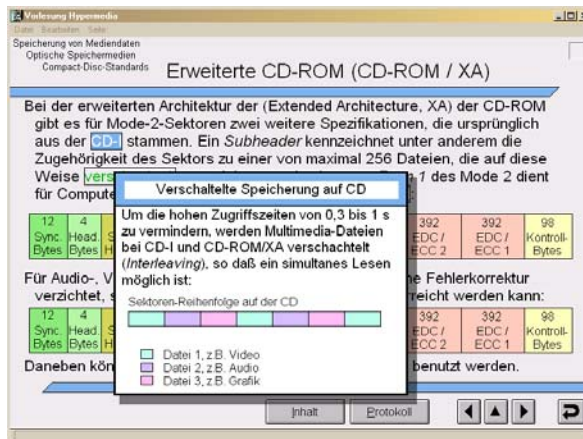 Vorlesung Hypermedia
Datei Bearbeiten Seite
Speicherung von Mediendaten
Optische Speichermedien
Compact-Disc-Standards
Erweiterte CD-ROM (CD-ROM / XA)
Bei der erweiterten Architektur der (Extended Architecture, XA) der CD-ROM
gibt es für Mode-2-Sektoren zwei weitere Spezifikationen, die ursprünglich
aus der CD-I stammen. Ein Subheader kennzeichnet unter anderem die
Zugehörigkeit des Sektors zu einer von maximal 256 Dateien, die auf diese
Weise 1 des Mode 2 dient
für
Verschaltelte Speicherung auf CD
Um die hohen Zugriffszeiten von 0,3 bis 1 s
zu vermindern, werden Multimedia-Dateien
bei CD-I und CD-ROM/XA verschachtelt
(Interleaving), so daß ein simultanes Lesen
möglich ist:
Sektoren-Reihenfolge auf der CD
Datei 1, z.B. Video
Datei 2, z.B. Audio
Datei 3, z.B. Grafik
12 4 392 392 98
Sync. Head. EDC / EDC / Kontroll-
Bytes Bytes ECC 2 ECC 1 Bytes
Für Audio-, Fehlerkorrektur
verzichtet, werden kann:
12 4 392 392 98
Sync. Head. EDC / EDC / Kontroll-
Bytes Bytes ECC 2 ECC 1 Bytes
Daneben benutzt werden.
Inhalt Protokoll